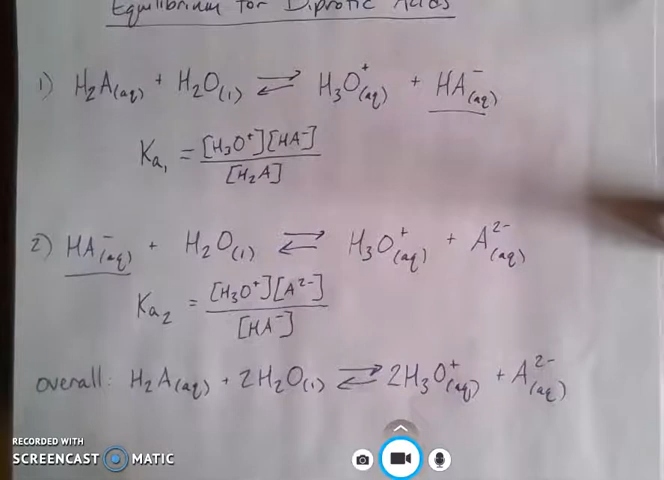 Equilibrium for Diprotic Acids
1) H₂A(aq) + H₂O(l) ⇌ H₃O⁺(aq) + HA⁻(aq)
Ka₁ = [H₃O⁺][HA⁻] / [H₂A]
2) HA⁻(aq) + H₂O(l) ⇌ H₃O⁺(aq) + A²⁻(aq)
Ka₂ = [H₃O⁺][A²⁻] / [HA⁻]
overall: H₂A(aq) + 2H₂O(l) ⇌ 2H₃O⁺(aq) + A²⁻(aq)
RECORDED WITH
SCREENCAST MATIC